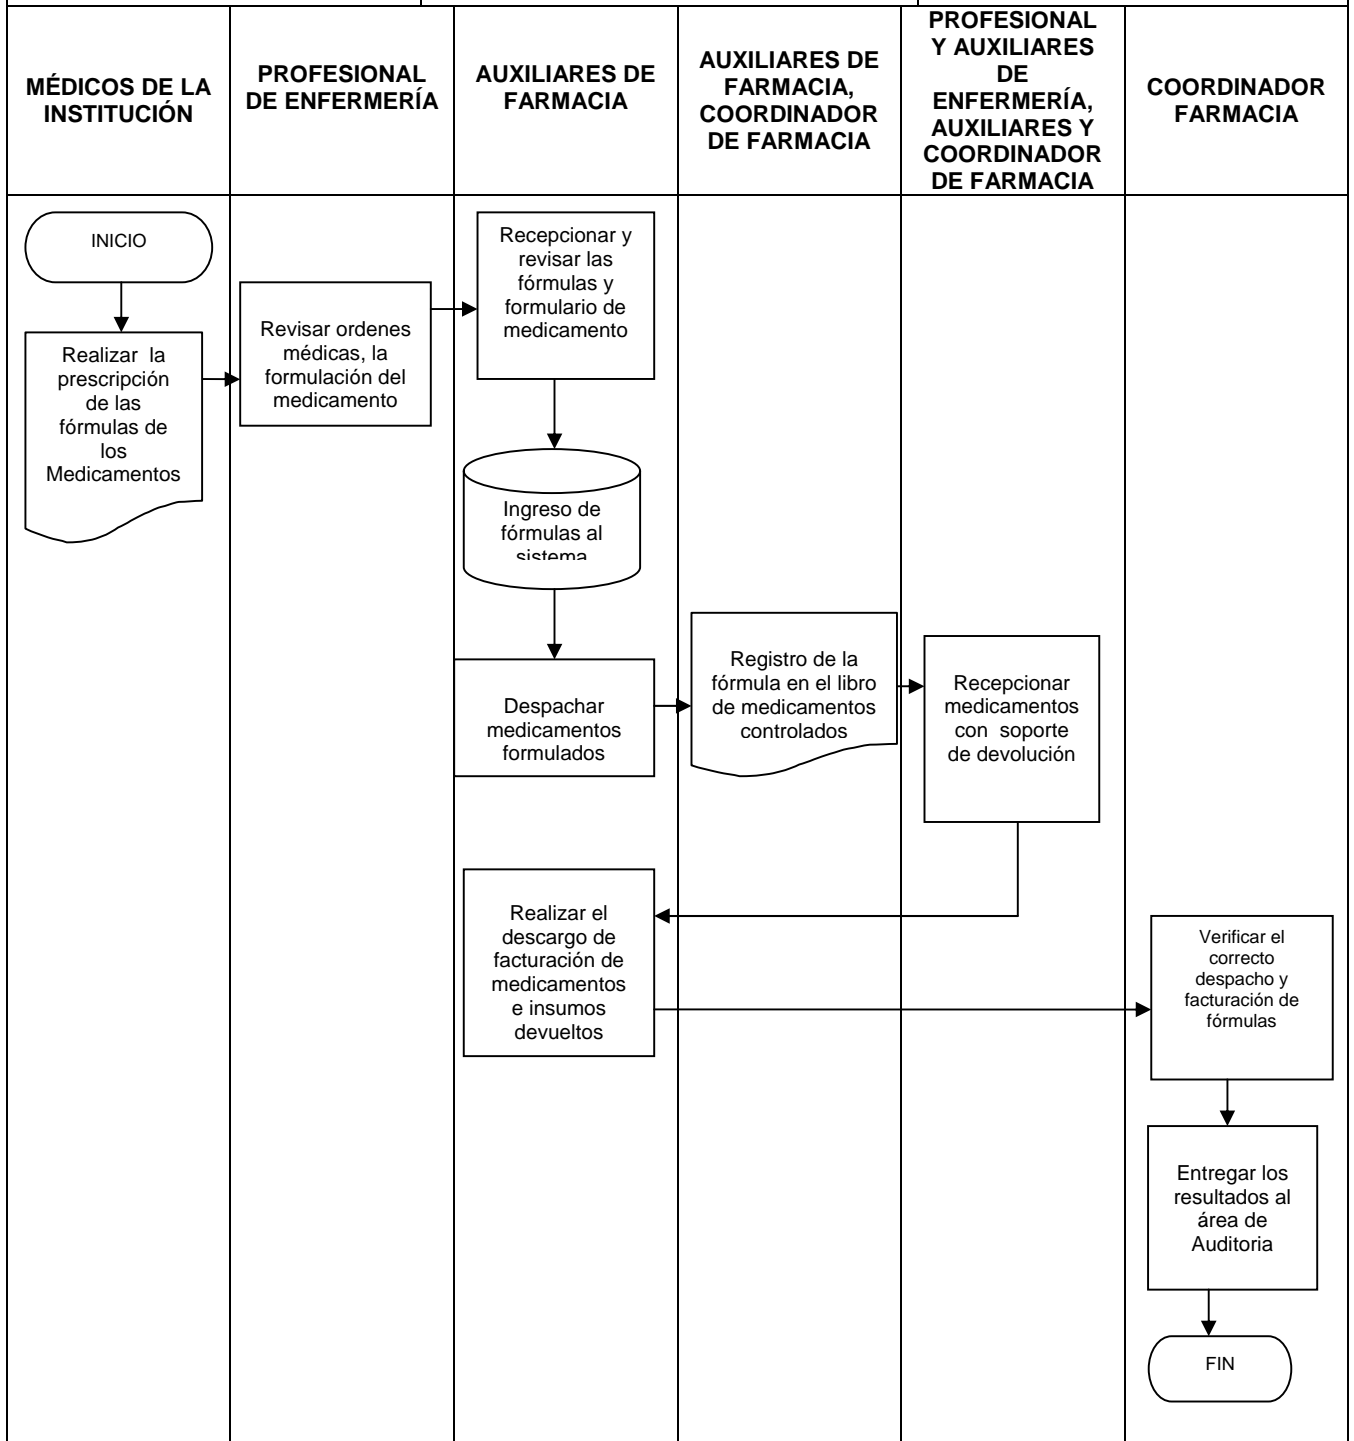 MÉDICOS DE LA
INSTITUCIÓN
PROFESIONAL
DE ENFERMERÍA
AUXILIARES DE
FARMACIA
AUXILIARES DE
FARMACIA,
COORDINADOR
DE FARMACIA
PROFESIONAL
Y AUXILIARES
DE
ENFERMERÍA,
AUXILIARES Y
COORDINADOR
DE FARMACIA
COORDINADOR
FARMACIA
INICIO
Realizar la
prescripción
de las
fórmulas de
los
Medicamentos
Revisar ordenes
médicas, la
formulación del
medicamento
Recepcionar y
revisar las
fórmulas y
formulario de
medicamento
Ingreso de
fórmulas al
sistema
Despachar
medicamentos
formulados
Registro de la
fórmula en el libro
de medicamentos
controlados
Recepcionar
medicamentos
con soporte
de devolución
Realizar el
descargo de
facturación de
medicamentos
e insumos
devueltos
Verificar el
correcto
despacho y
facturación de
fórmulas
Entregar los
resultados al
área de
Auditoria
FIN